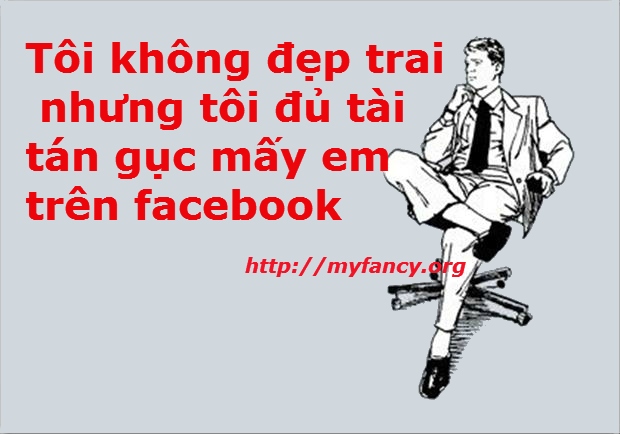 Tôi không đẹp trai
nhưng tôi đủ tài
tán gục mấy em
trên facebook
http://myfancy.org